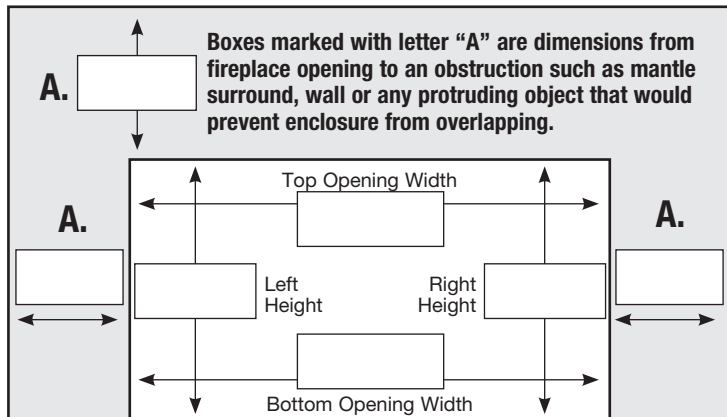 Boxes marked with letter “A” are dimensions from
fireplace opening to an obstruction such as mantle
surround, wall or any protruding object that would
prevent enclosure from overlapping.
A.
Top Opening Width
A.
A.
Left
Height
Right
Height
Bottom Opening Width